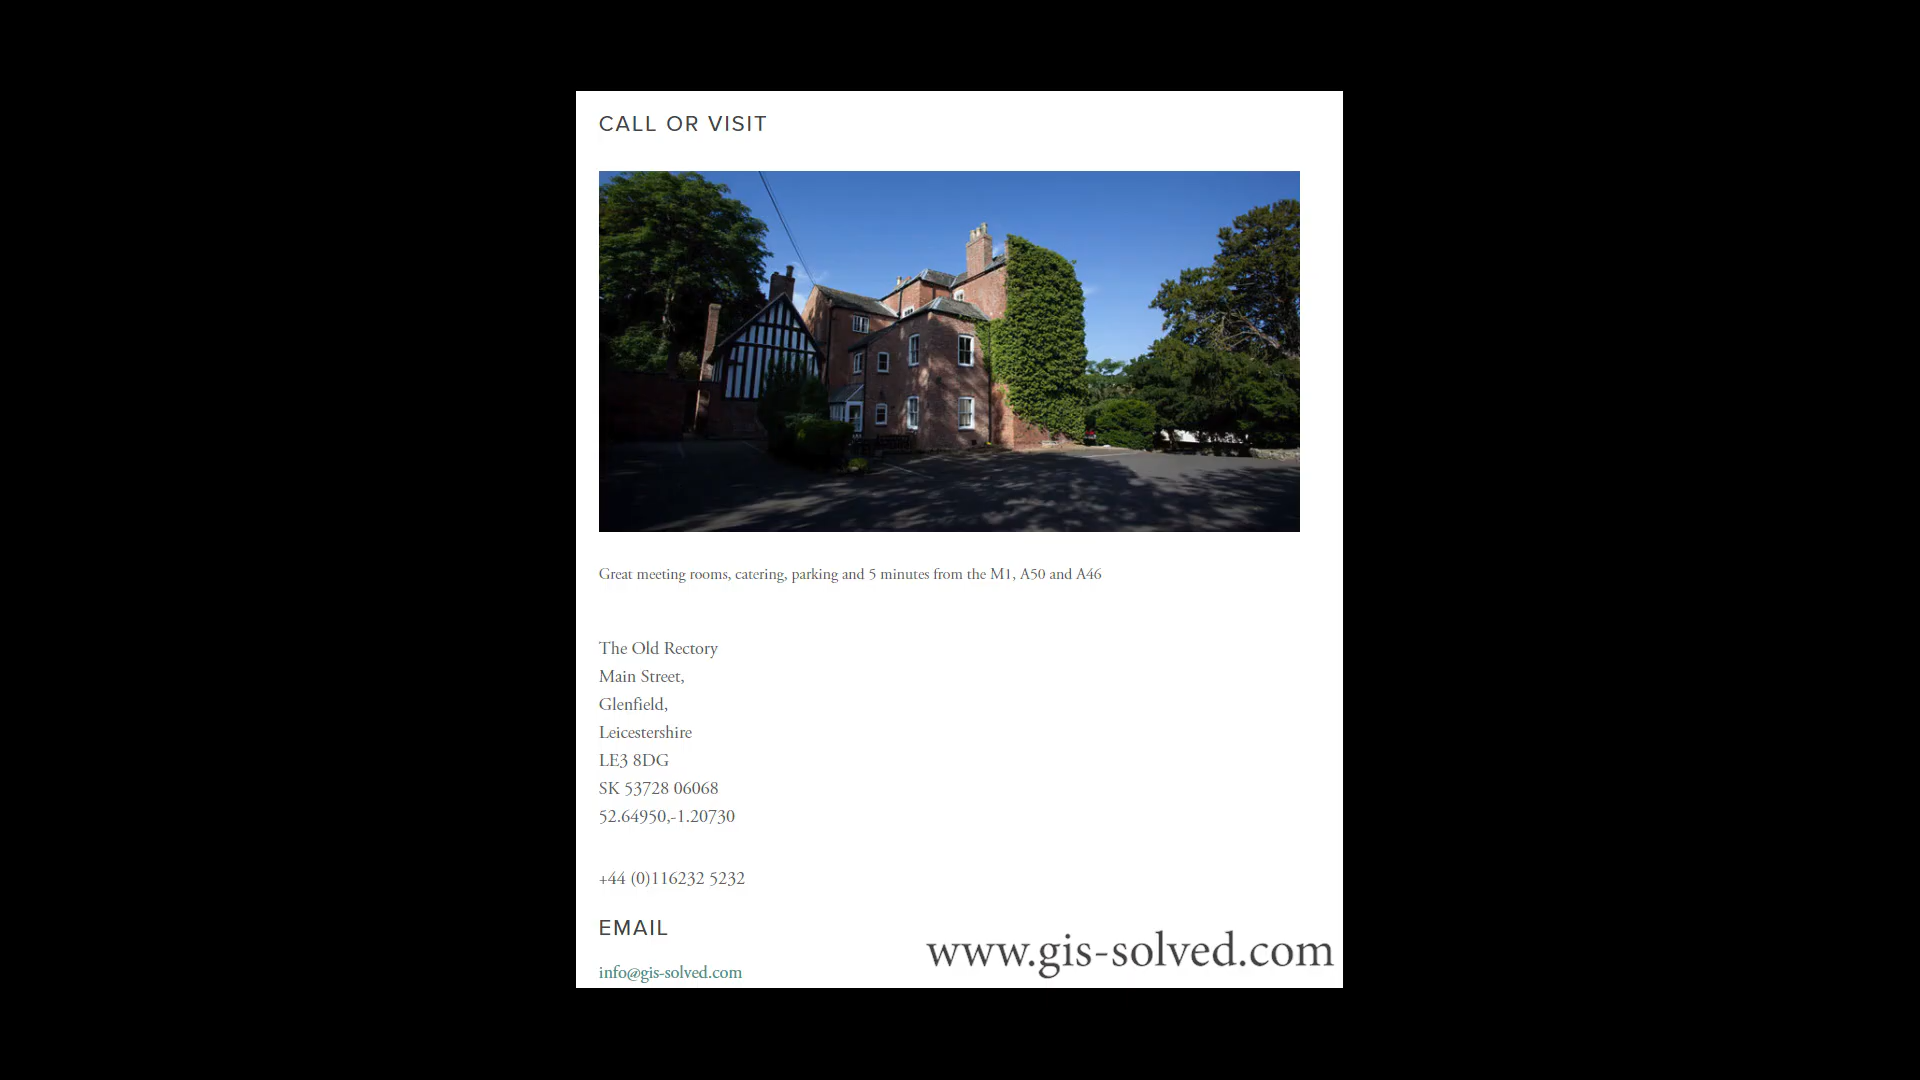 CALL OR VISIT
Great meeting rooms, catering, parking and 5 minutes from the M1, A50 and A46
The Old Rectory
Main Street,
Glenfield,
Leicestershire
LE3 8DG
SK 53728 06068
52.64950,-1.20730
+44 (0)116232 5232
EMAIL
info@gis-solved.com
www.gis-solved.com